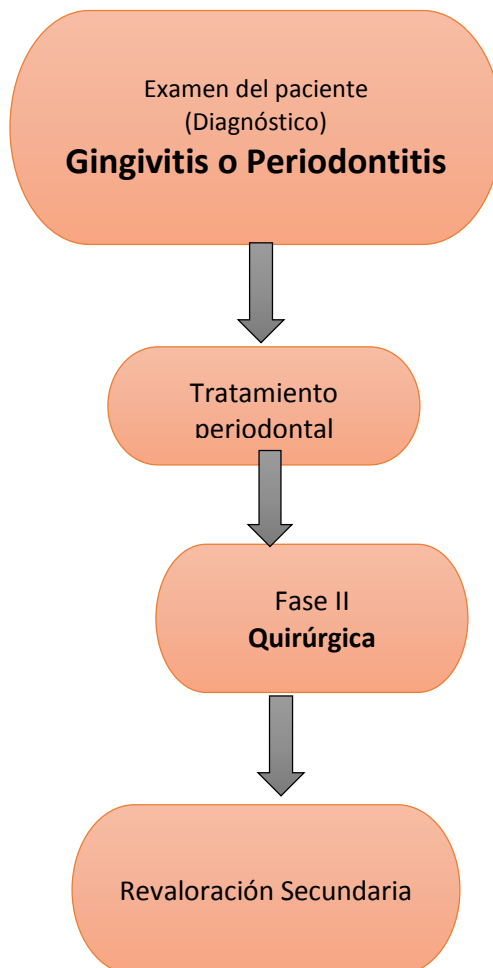 Examen del paciente
(Diagnóstico)
Gingivitis o Periodontitis
Tratamiento
periodontal
Fase II
Quirúrgica
Revaloración Secundaria